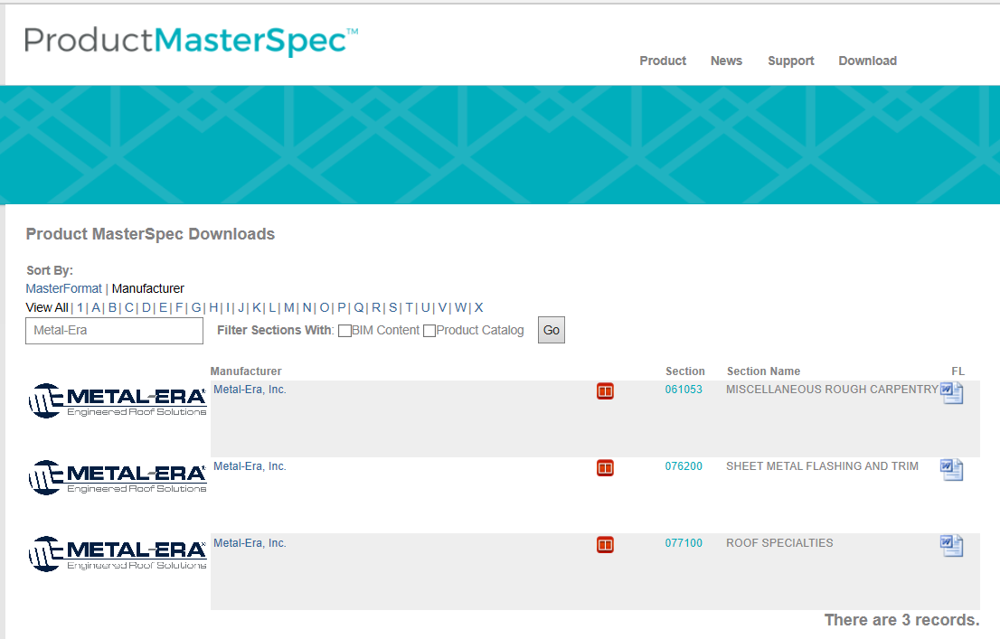 ProductMasterSpec™
Product News Support Download
Product MasterSpec Downloads
Sort By:
MasterFormat | Manufacturer
View All | 1 | A | B | C | D | E | F | G | H | I | J | K | L | M | N | O | P | Q | R | S | T | U | V | W | X
Metal-Era Filter Sections With: BIM Content Product Catalog Go
Manufacturer Section Section Name FL
METAL-ERA
Engineered Roof Solutions
Metal-Era, Inc. 061053 MISCELLANEOUS ROUGH CARPENTRY
METAL-ERA
Engineered Roof Solutions
Metal-Era, Inc. 076200 SHEET METAL FLASHING AND TRIM
METAL-ERA
Engineered Roof Solutions
Metal-Era, Inc. 077100 ROOF SPECIALTIES
There are 3 records.